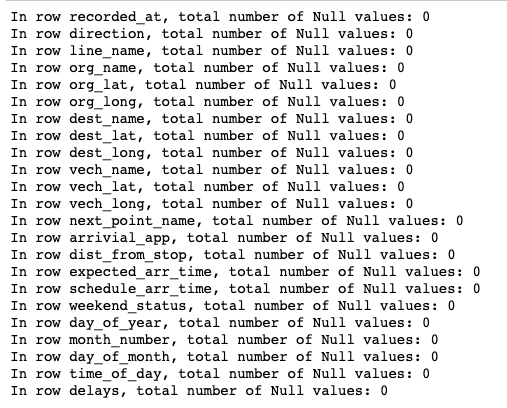 In row recorded_at, total number of Null values: 0
In row direction, total number of Null values: 0
In row line_name, total number of Null values: 0
In row org_name, total number of Null values: 0
In row org_lat, total number of Null values: 0
In row org_long, total number of Null values: 0
In row dest_name, total number of Null values: 0
In row dest_lat, total number of Null values: 0
In row dest_long, total number of Null values: 0
In row vech_name, total number of Null values: 0
In row vech_lat, total number of Null values: 0
In row vech_long, total number of Null values: 0
In row next_point_name, total number of Null values: 0
In row arrivial_app, total number of Null values: 0
In row dist_from_stop, total number of Null values: 0
In row expected_arr_time, total number of Null values: 0
In row schedule_arr_time, total number of Null values: 0
In row weekend_status, total number of Null values: 0
In row day_of_year, total number of Null values: 0
In row month_number, total number of Null values: 0
In row day_of_month, total number of Null values: 0
In row time_of_day, total number of Null values: 0
In row delays, total number of Null values: 0